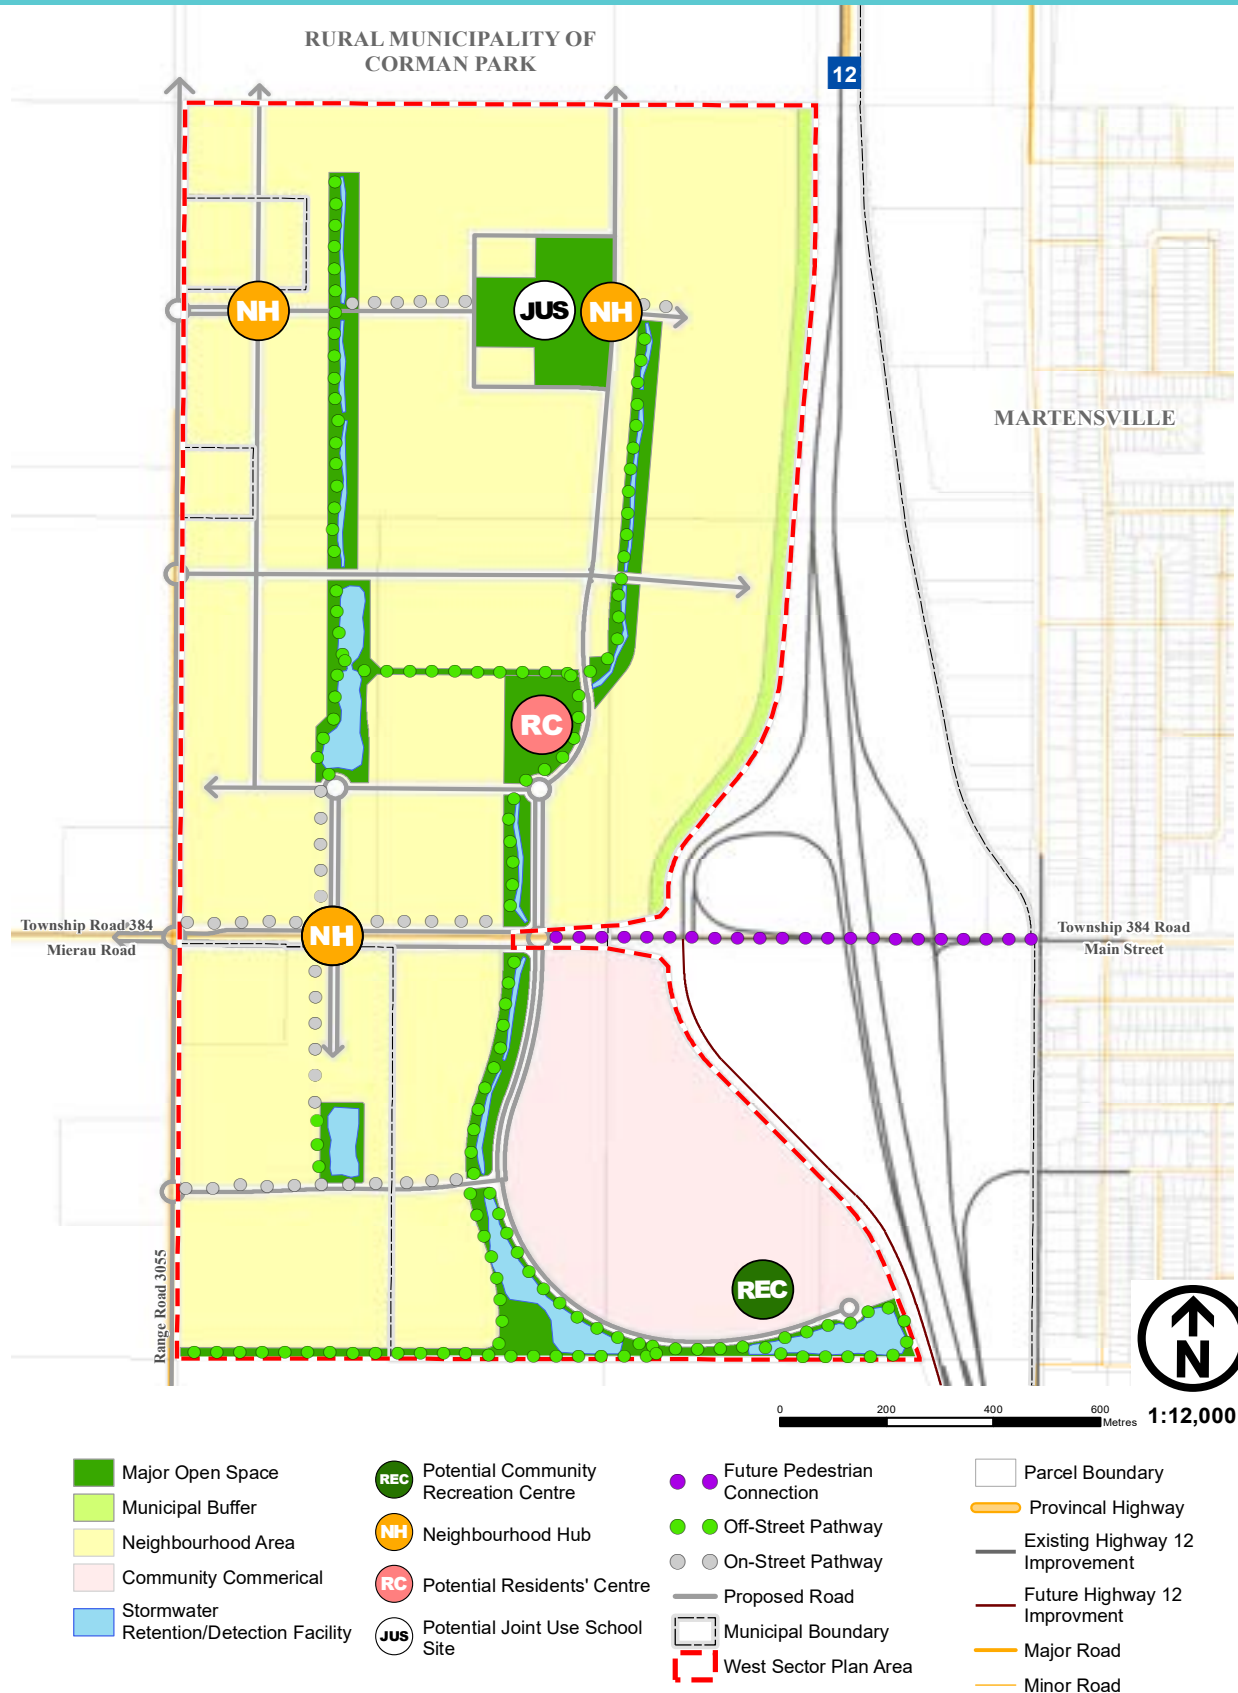 RURAL MUNICIPALITY OF
CORMAN PARK
12
NH
JUS
NH
MARTENSVILLE
RC
Township Road 384
Mierau Road
NH
Township 384 Road
Main Street
Range Road 3055
REC
N
0 200 400 600
Metres
1:12,000
Major Open Space
Municipal Buffer
Neighbourhood Area
Community Commerical
Stormwater
Retention/Detection Facility
REC
Potential Community
Recreation Centre
NH
Neighbourhood Hub
RC
Potential Residents' Centre
JUS
Potential Joint Use School
Site
Future Pedestrian
Connection
Off-Street Pathway
On-Street Pathway
Proposed Road
Municipal Boundary
West Sector Plan Area
Parcel Boundary
Provincal Highway
Existing Highway 12
Improvement
Future Highway 12
Improvment
Major Road
Minor Road